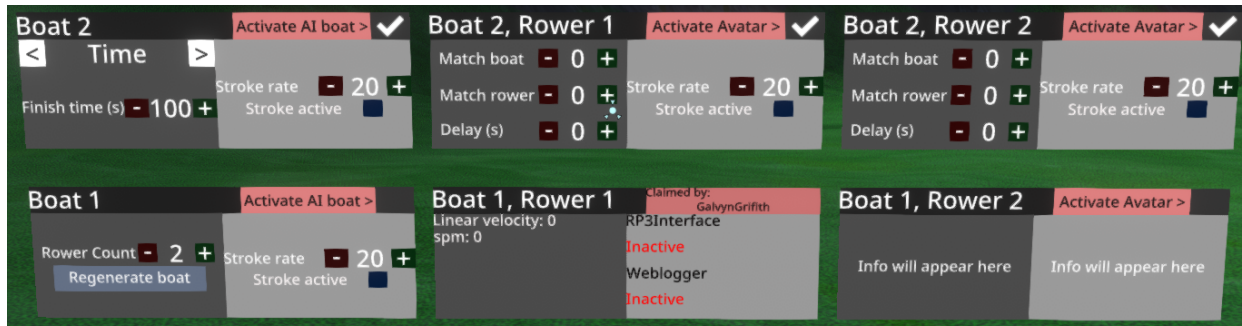 Boat 2
Activate AI boat >
< Time >
Finish time (s) - 100 +
Stroke rate - 20 +
Stroke active
Boat 2, Rower 1
Activate Avatar >
Match boat - 0 +
Match rower - 0 +
Delay (s) - 0 +
Stroke rate - 20 +
Stroke active
Boat 2, Rower 2
Activate Avatar >
Match boat - 0 +
Match rower - 0 +
Delay (s) - 0 +
Stroke rate - 20 +
Stroke active
Boat 1
Activate AI boat >
Rower Count - 2 +
Regenerate boat
Stroke rate - 20 +
Stroke active
Boat 1, Rower 1
Claimed by:
GalvynGrifith
Linear velocity: 0
spm: 0
RP3Interface
Inactive
Weblogger
Inactive
Boat 1, Rower 2
Activate Avatar >
Info will appear here
Info will appear here